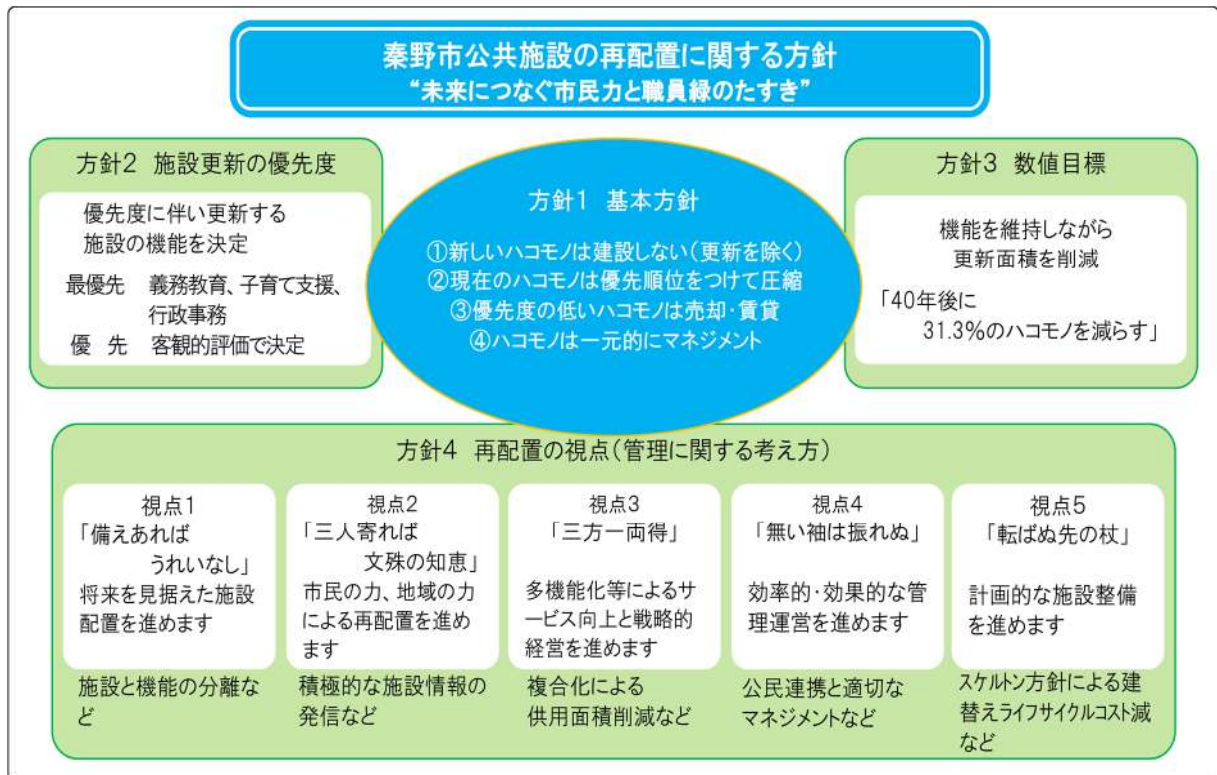 秦野市公共施設の再配置に関する方針
“未来につなぐ市民力と職員緑のたすき”
方針2 施設更新の優先度
優先度に伴い更新する
施設の機能を決定
最優先 義務教育、子育て支援、
行政事務
優 先 客観的評価で決定
方針1 基本方針
①新しいハコモノは建設しない(更新を除く)
②現在のハコモノは優先順位をつけて圧縮
③優先度の低いハコモノは売却・賃貸
④ハコモノは一元的にマネジメント
方針3 数値目標
機能を維持しながら
更新面積を削減
「40年後に
31.3%のハコモノを減らす」
方針4 再配置の視点(管理に関する考え方)
視点1
「備えあれば
うれいなし」
将来を見据えた施設
配置を進めます
施設と機能の分離な
ど
視点2
「三人寄れば
文殊の知恵」
市民の力、地域の力
による再配置を進め
ます
積極的な施設情報の
発信など
視点3
「三方一両得」
多機能化等によるサ
ービス向上と戦略的
経営を進めます
複合化による
供用面積削減など
視点4
「無い袖は振れぬ」
効率的・効果的な管
理運営を進めます
公民連携と適切な
マネジメントなど
視点5
「転ばぬ先の杖」
計画的な施設整備
を進めます
スケルトン方針による建
替えライフサイクルコスト減
など